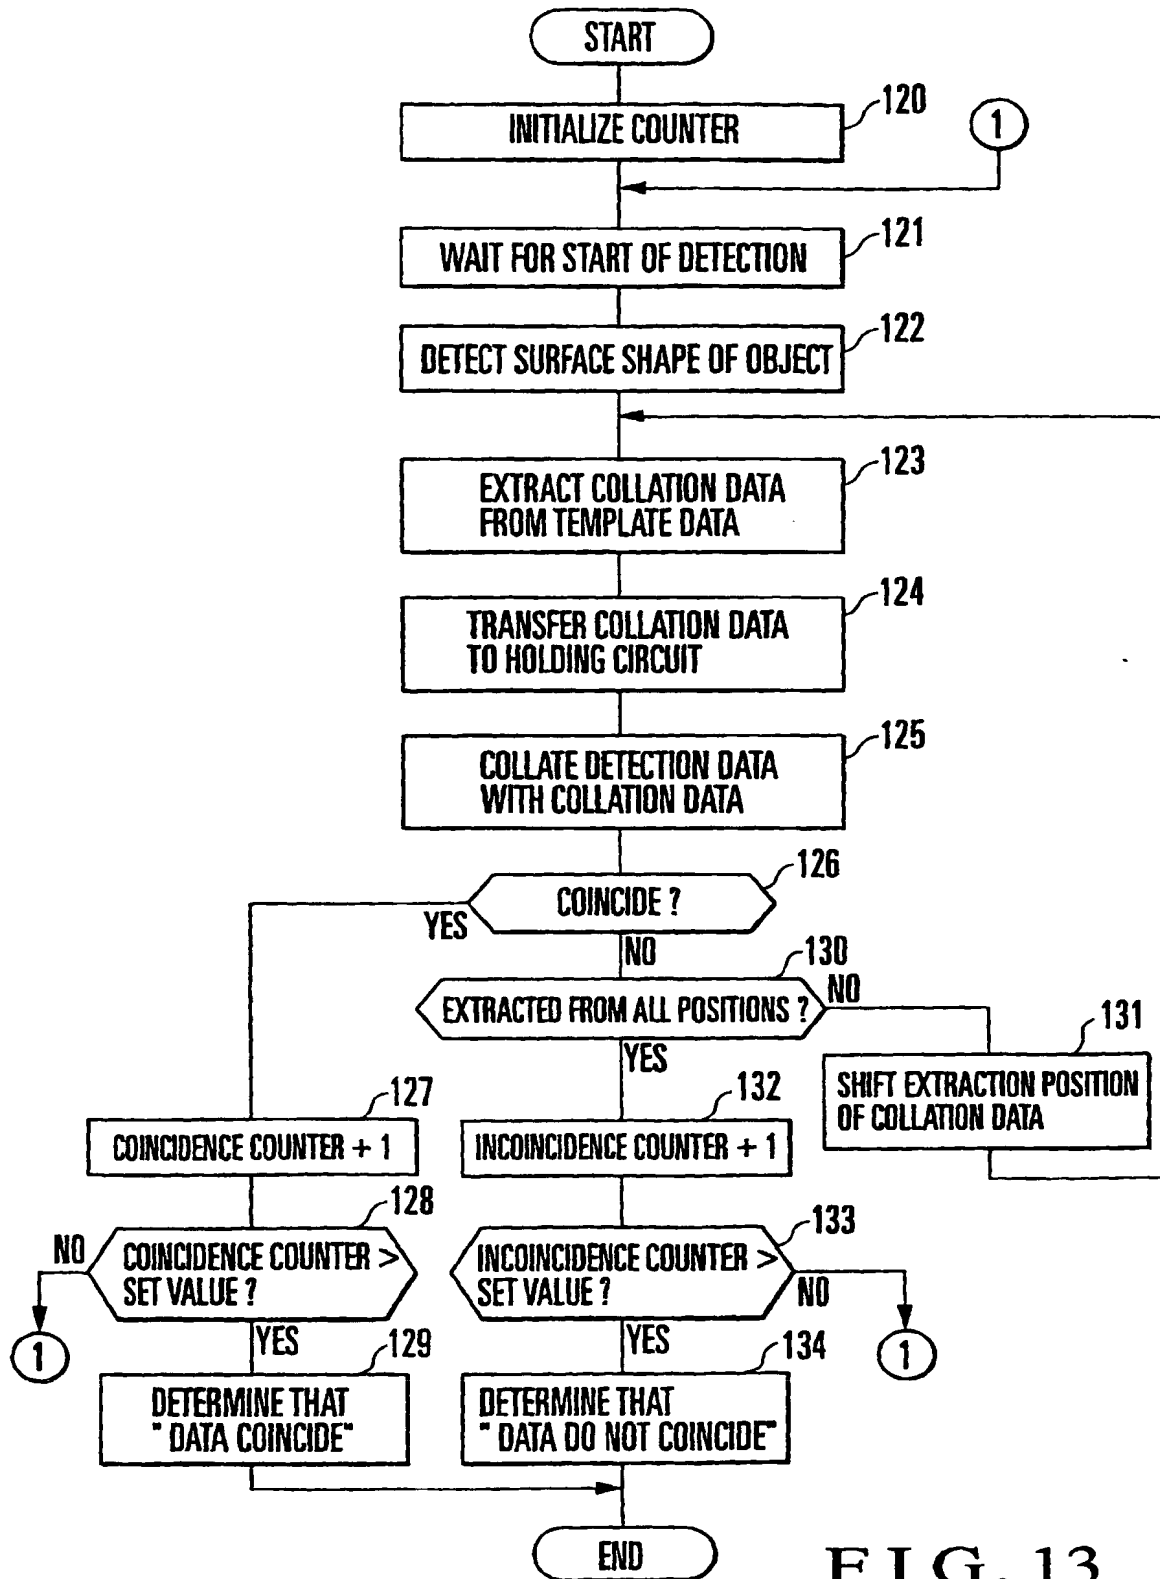 START
120
INITIALIZE COUNTER
1
121
WAIT FOR START OF DETECTION
122
DETECT SURFACE SHAPE OF OBJECT
123
EXTRACT COLLATION DATA
FROM TEMPLATE DATA
124
TRANSFER COLLATION DATA
TO HOLDING CIRCUIT
125
COLLATE DETECTION DATA
WITH COLLATION DATA
126
COINCIDE ?
YES
NO
130
EXTRACTED FROM ALL POSITIONS ?
NO
YES
131
SHIFT EXTRACTION POSITION
OF COLLATION DATA
127
COINCIDENCE COUNTER + 1
132
INCOINCIDENCE COUNTER + 1
128
COINCIDENCE COUNTER >
SET VALUE ?
NO
YES
1
133
INCOINCIDENCE COUNTER >
SET VALUE ?
NO
YES
1
129
DETERMINE THAT
" DATA COINCIDE"
134
DETERMINE THAT
" DATA DO NOT COINCIDE"
END
FIG. 13